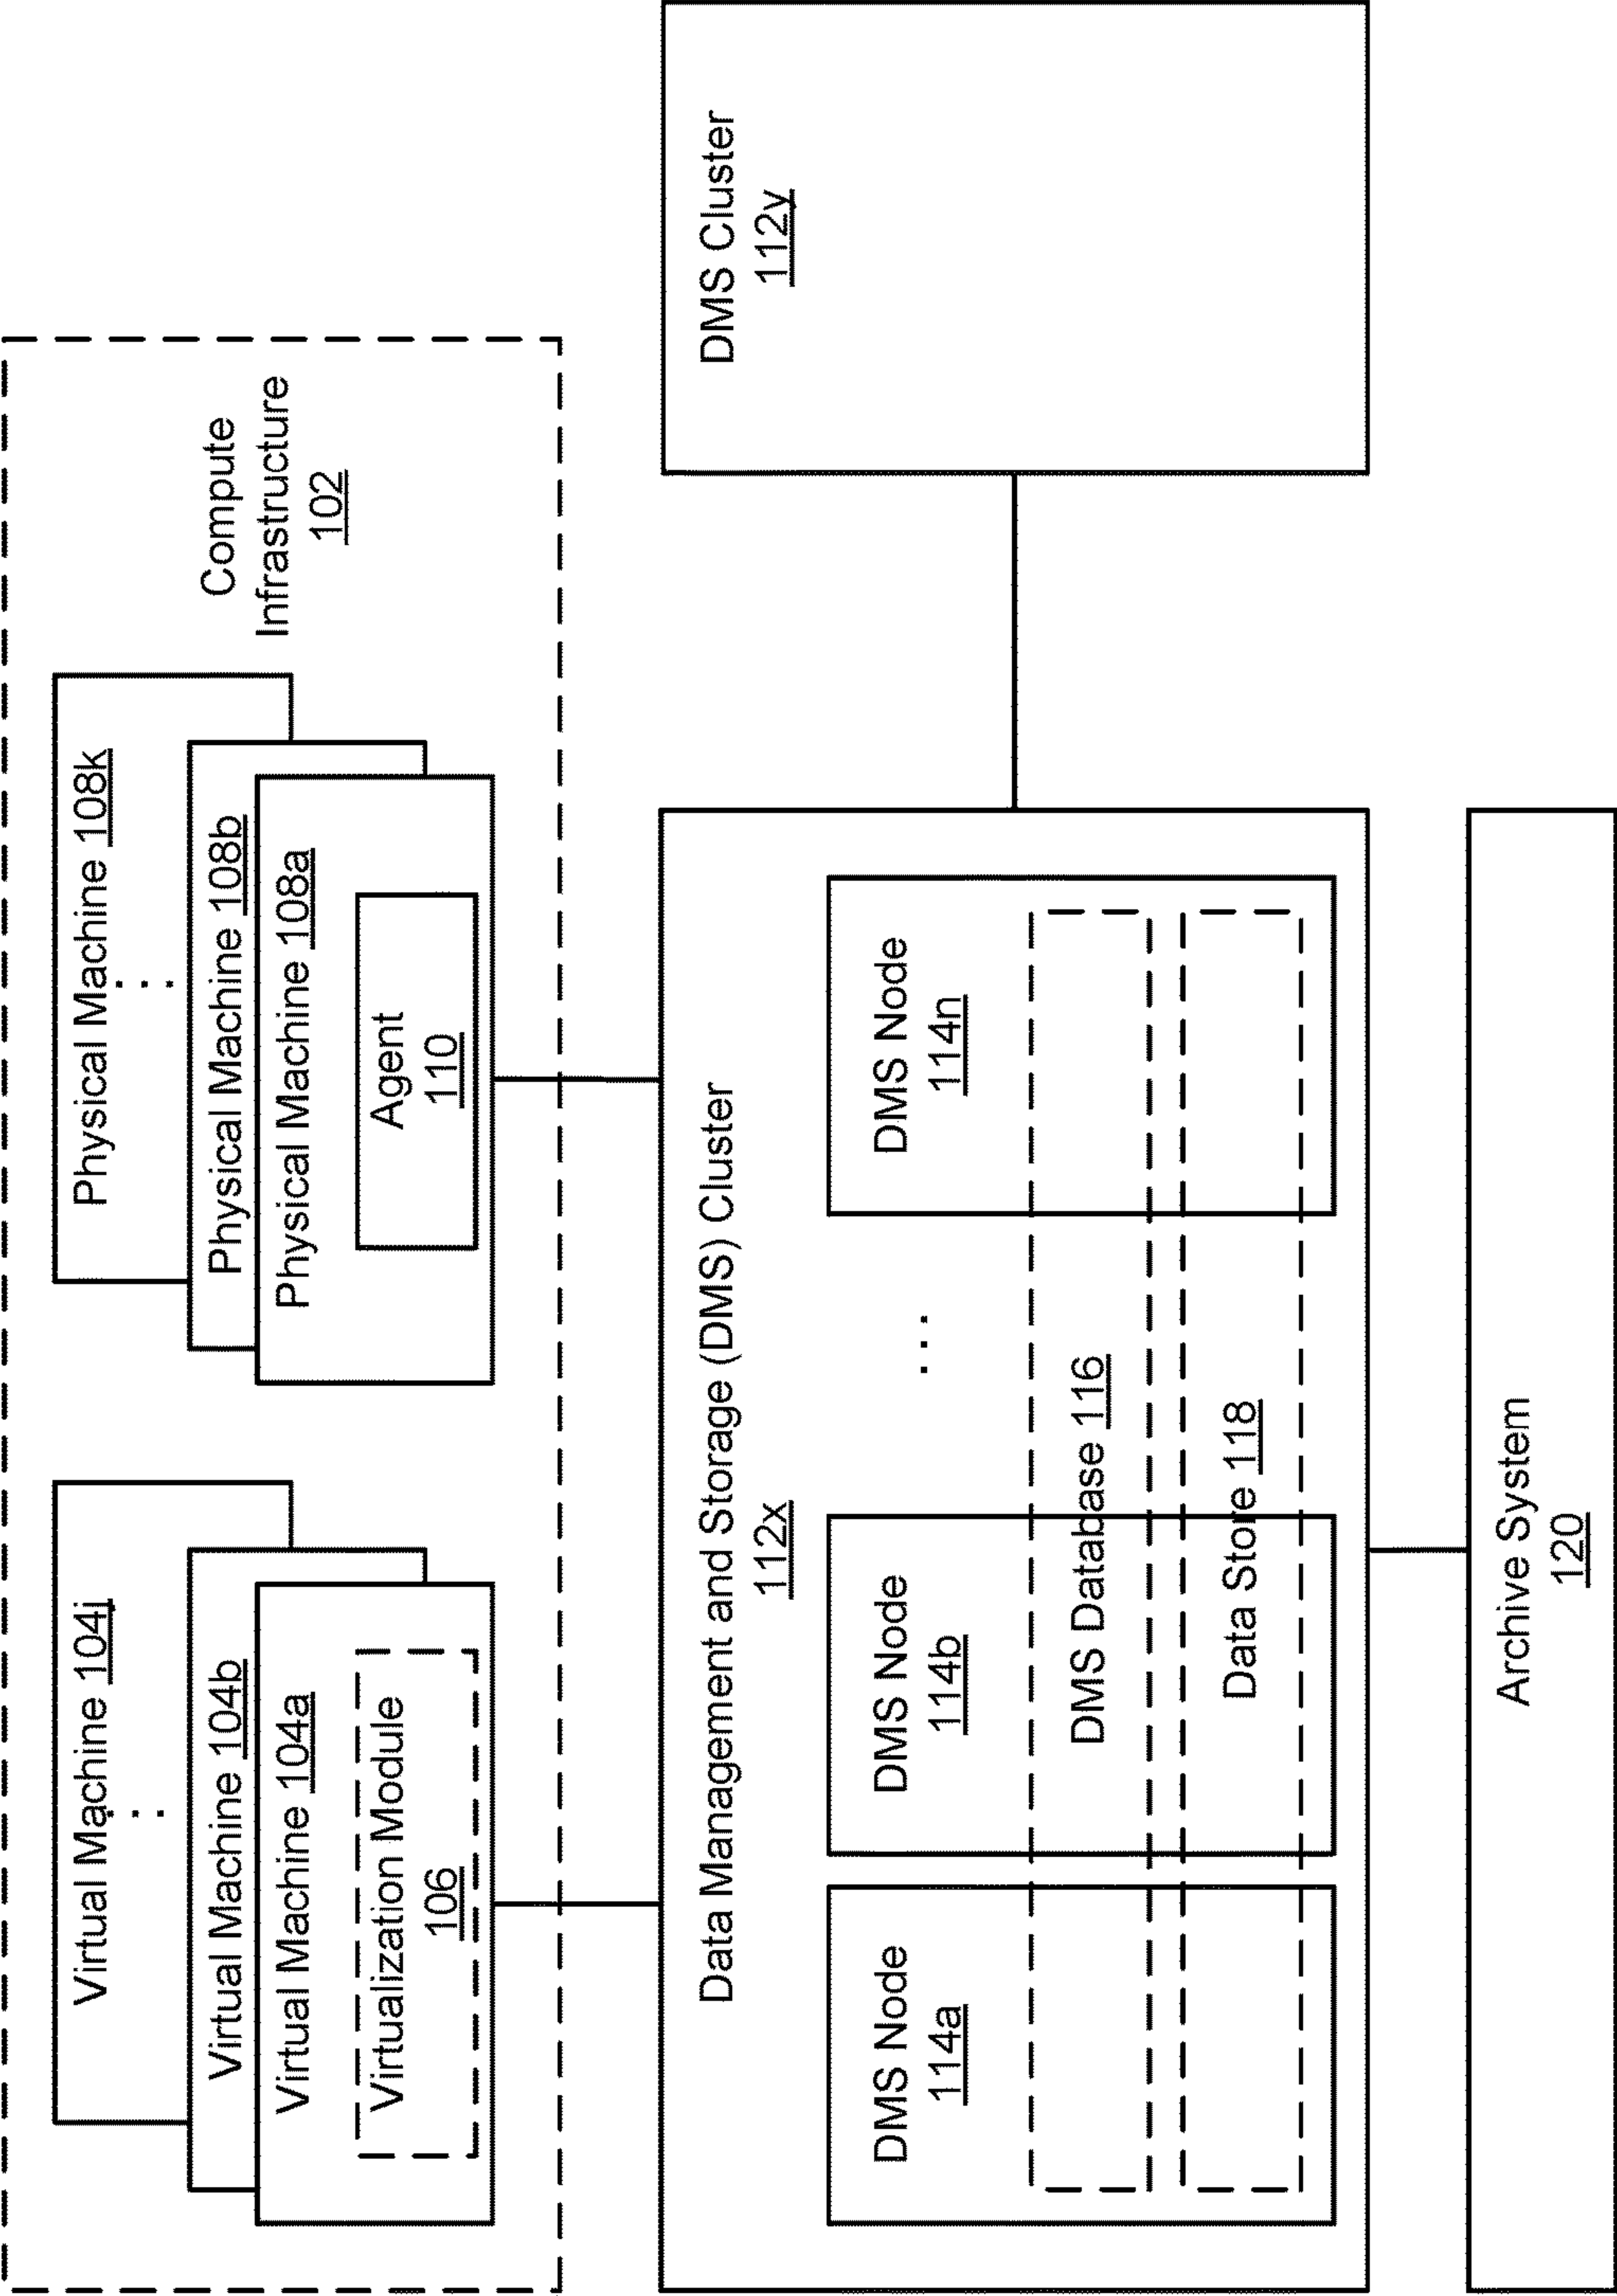 Virtual Machine 104j
...
Virtual Machine 104b
Virtual Machine 104a
Virtualization Module
106
Physical Machine 108k
...
Physical Machine 108b
Physical Machine 108a
Agent
110
Compute
Infrastructure
102
Data Management and Storage (DMS) Cluster
112x
DMS Node
114a
DMS Node
114b
...
DMS Node
114n
DMS Database 116
Data Store 118
DMS Cluster
112y
Archive System
120